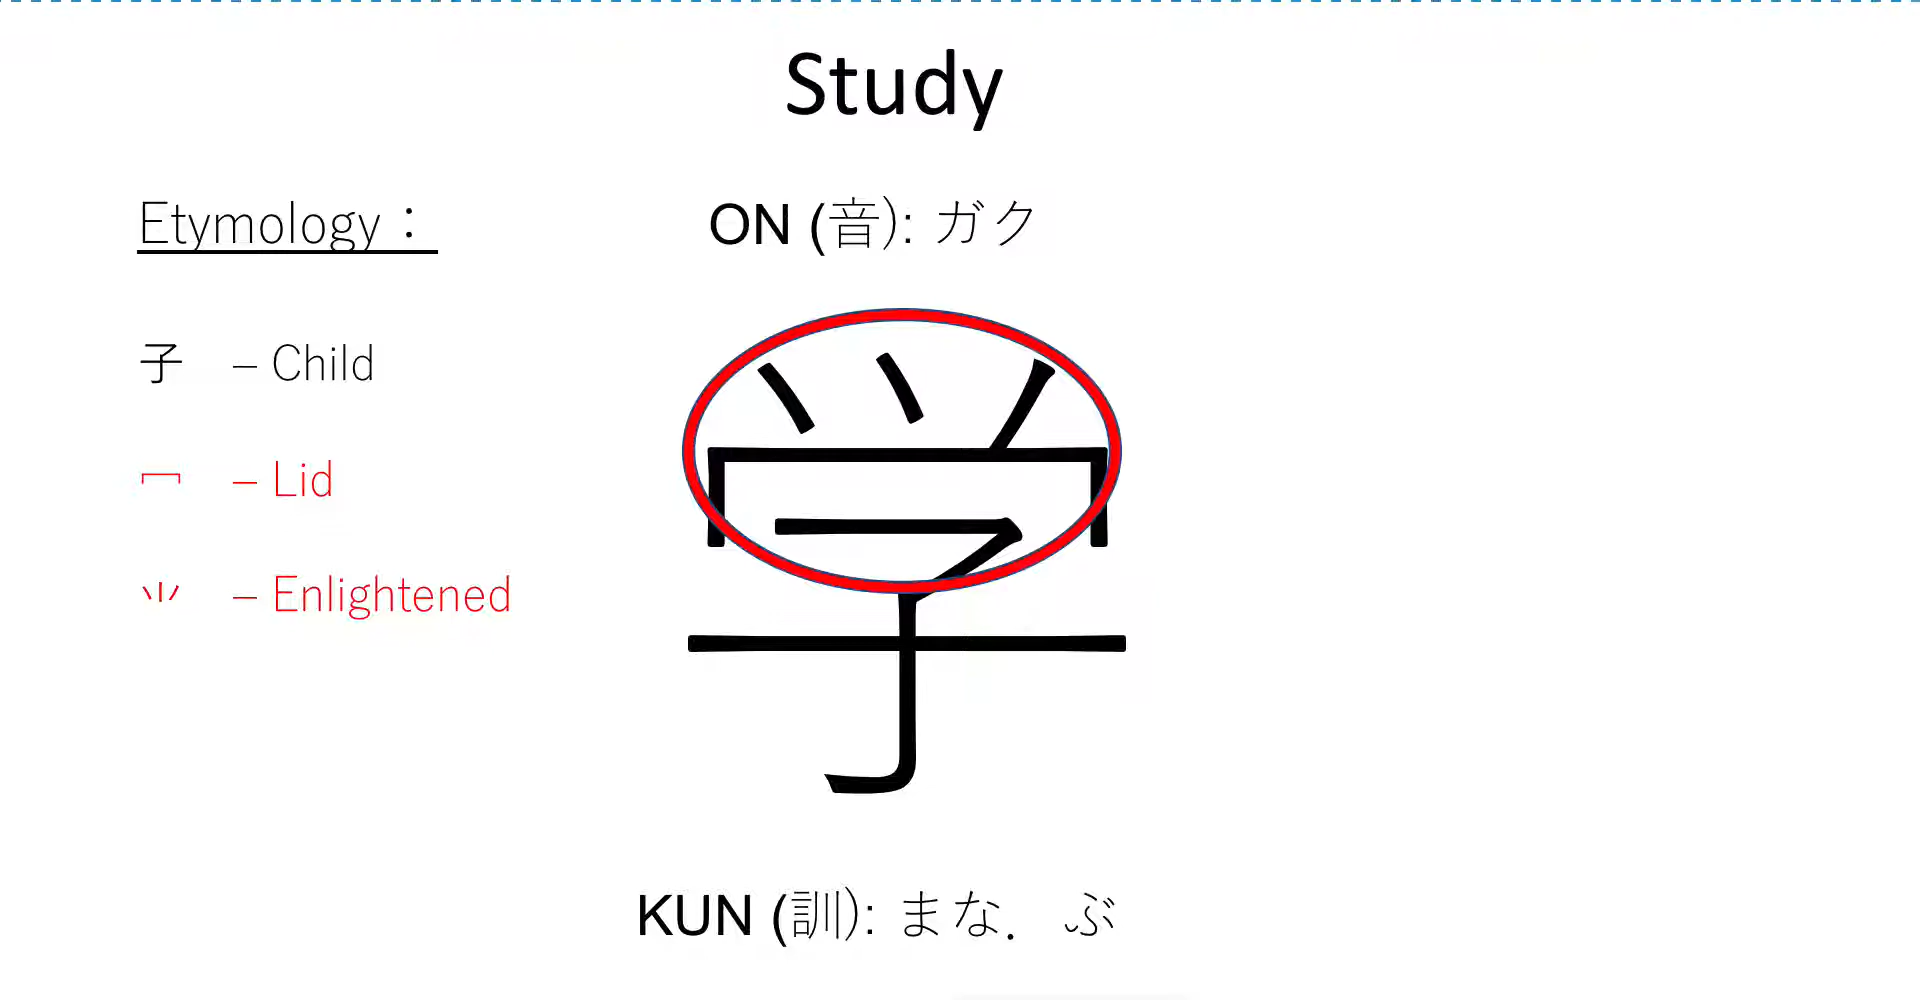 Study
Etymology：
ON (音): ガク
子 – Child
冖 – Lid
⺍ – Enlightened
学
KUN (訓): まな．ぶ